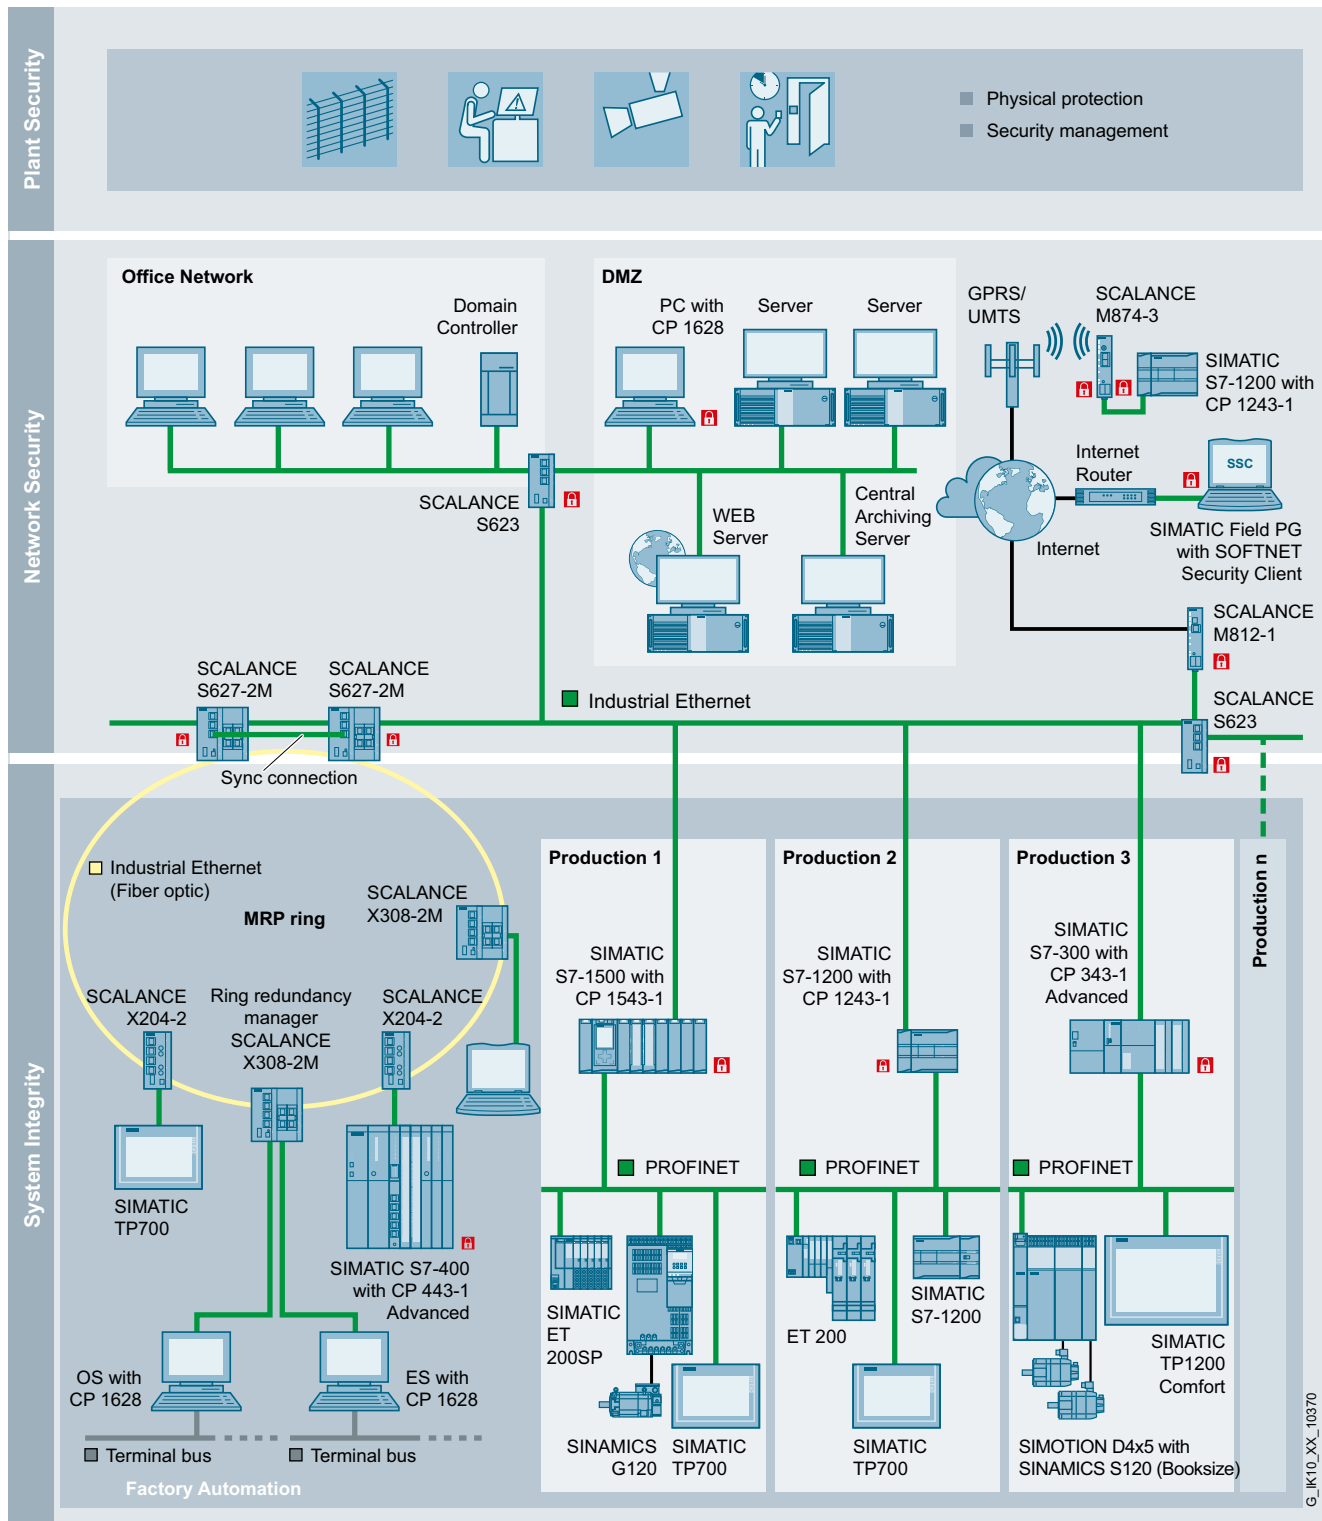 Plant Security
Physical protection
Security management
Network Security
Office Network
Domain
Controller
DMZ
PC with
CP 1628
Server
Server
GPRS/
UMTS
SCALANCE
M874-3
SIMATIC
S7-1200 with
CP 1243-1
SCALANCE
S623
WEB
Server
Central
Archiving
Server
Internet
Internet
Router
SSC
SIMATIC Field PG
with SOFTNET
Security Client
SCALANCE
M812-1
SCALANCE
S627-2M
SCALANCE
S627-2M
Industrial Ethernet
SCALANCE
S623
Sync connection
System Integrity
Industrial Ethernet
(Fiber optic)
MRP ring
SCALANCE
X308-2M
SCALANCE
X204-2
Ring redundancy
manager
SCALANCE
X308-2M
SCALANCE
X204-2
SIMATIC
TP700
SIMATIC S7-400
with CP 443-1
Advanced
OS with
CP 1628
ES with
CP 1628
Terminal bus
Terminal bus
Factory Automation
Production 1
SIMATIC
S7-1500 with
CP 1543-1
PROFINET
SIMATIC
ET
200SP
SINAMICS
G120
SIMATIC
TP700
Production 2
SIMATIC
S7-1200 with
CP 1243-1
PROFINET
ET 200
SIMATIC
S7-1200
SIMATIC
TP700
Production 3
SIMATIC
S7-300 with
CP 343-1
Advanced
PROFINET
SIMATIC
TP1200
Comfort
SIMOTION D4x5 with
SINAMICS S120 (Booksize)
Production n
G_IK10_XX_10370